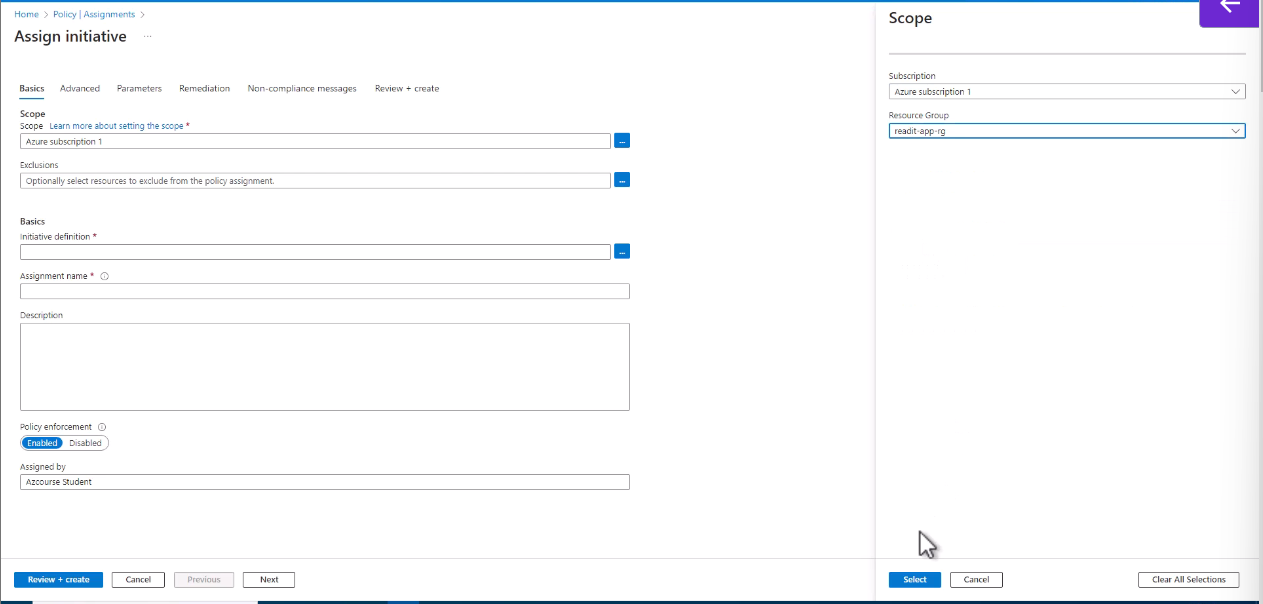 Home > Policy | Assignments >
Assign initiative ...
Basics Advanced Parameters Remediation Non-compliance messages Review + create
Scope
Scope Learn more about setting the scope *
Azure subscription 1
...
Exclusions
Optionally select resources to exclude from the policy assignment.
...
Basics
Initiative definition *
...
Assignment name *
Description
Policy enforcement
Enabled Disabled
Assigned by
Azcourse Student
Review + create Cancel Previous Next
Scope
Subscription
Azure subscription 1
Resource Group
readit-app-rg
Select Cancel Clear All Selections